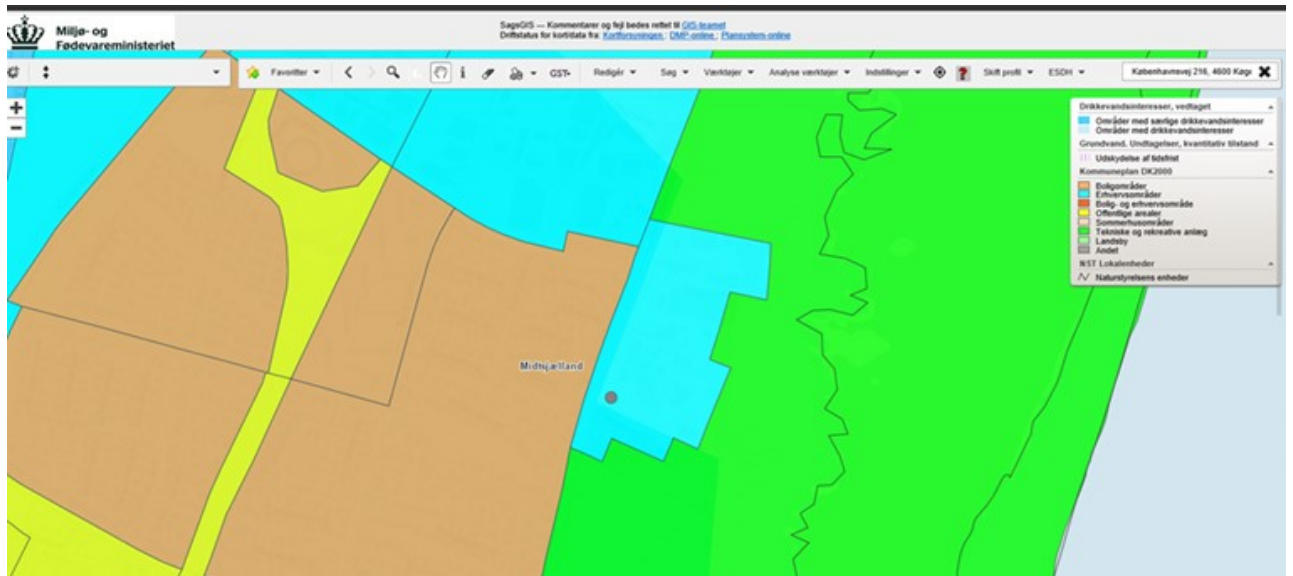 Miljø- og
Fødevareministeriet
SagsGIS — Kommentarer og fejl bedes rettet til GIS-teamet
Driftstatus for kort/data fra: Kortforsyningen ; DMP-online ; Plansystem-online
Favoritter
GST-
Redigér
Søg
Værktøjer
Analyse værktøjer
Indstillinger
Skift profil
ESDH
Københavnsvej 216, 4600 Køge
Drikkevandsinteresser, vedtaget
Områder med særlige drikkevandsinteresser
Områder med drikkevandsinteresser
Grundvand. Undtagelser, kvantitativ tilstand
Udskydelse af tidsfrist
Kommuneplan DK2000
Boligområder
Erhvervsområder
Bolig- og erhvervsområde
Offentlige arealer
Sommerhusområder
Tekniske og rekreative anlæg
Landsby
Andet
NST Lokalenheder
Naturstyrelsens enheder
Midtsjælland